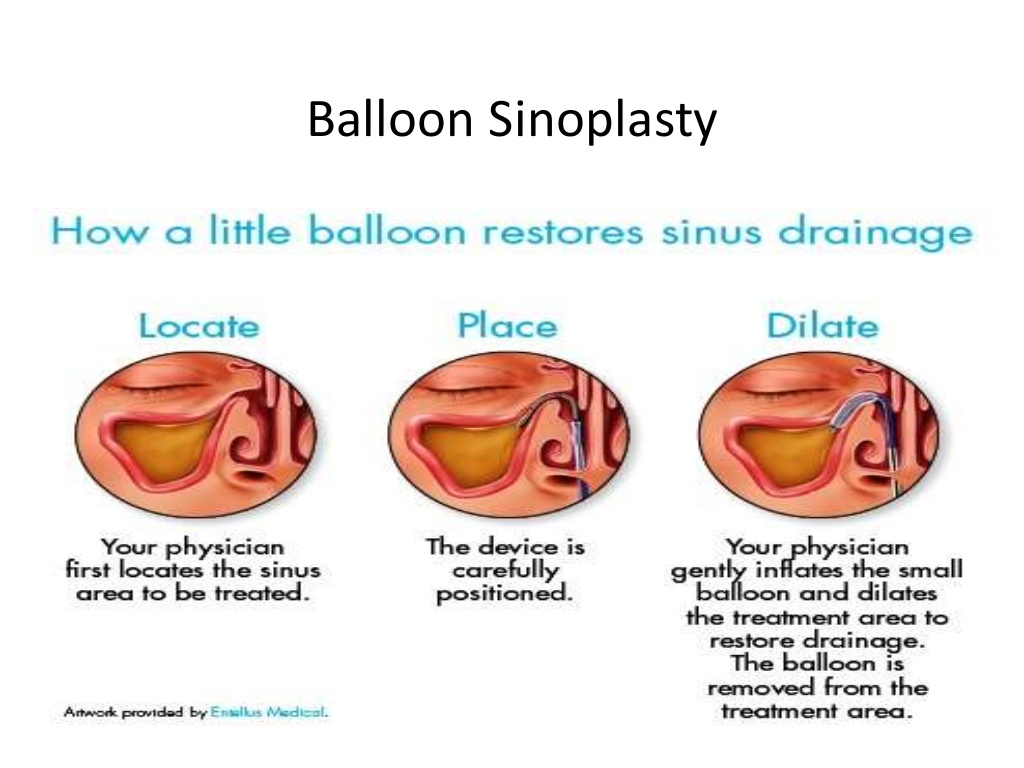 Balloon Sinoplasty
How a little balloon restores sinus drainage
Locate
Your physician
first locates the sinus
area to be treated.
Place
The device is
carefully
positioned.
Dilate
Your physician
gently inflates the small
balloon and dilates
the treatment area to
restore drainage.
The balloon is
removed from the
treatment area.
Artwork provided by Entellus Medical.